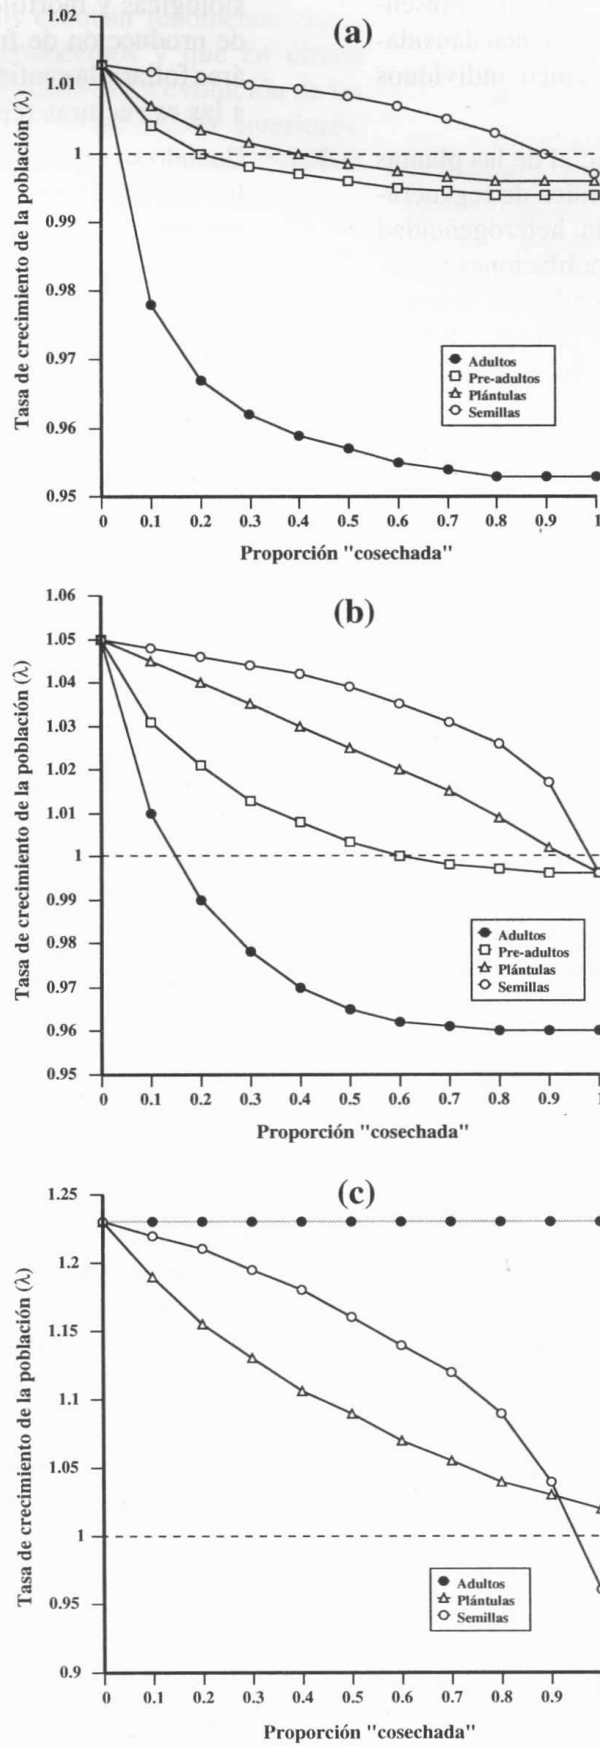 (a)
Tasa de crecimiento de la población (λ)
1.02
1.01
1
0.99
0.98
0.97
0.96
0.95
Adultos
Pre-adultos
Plántulas
Semillas
0 0.1 0.2 0.3 0.4 0.5 0.6 0.7 0.8 0.9 1
Proporción "cosechada"
(b)
Tasa de crecimiento de la población (λ)
1.06
1.05
1.04
1.03
1.02
1.01
1
0.99
0.98
0.97
0.96
0.95
Adultos
Pre-adultos
Plántulas
Semillas
0 0.1 0.2 0.3 0.4 0.5 0.6 0.7 0.8 0.9 1
Proporción "cosechada"
(c)
Tasa de crecimiento de la población (λ)
1.25
1.2
1.15
1.1
1.05
1
0.95
0.9
Adultos
Plántulas
Semillas
0 0.1 0.2 0.3 0.4 0.5 0.6 0.7 0.8 0.9 1
Proporción "cosechada"